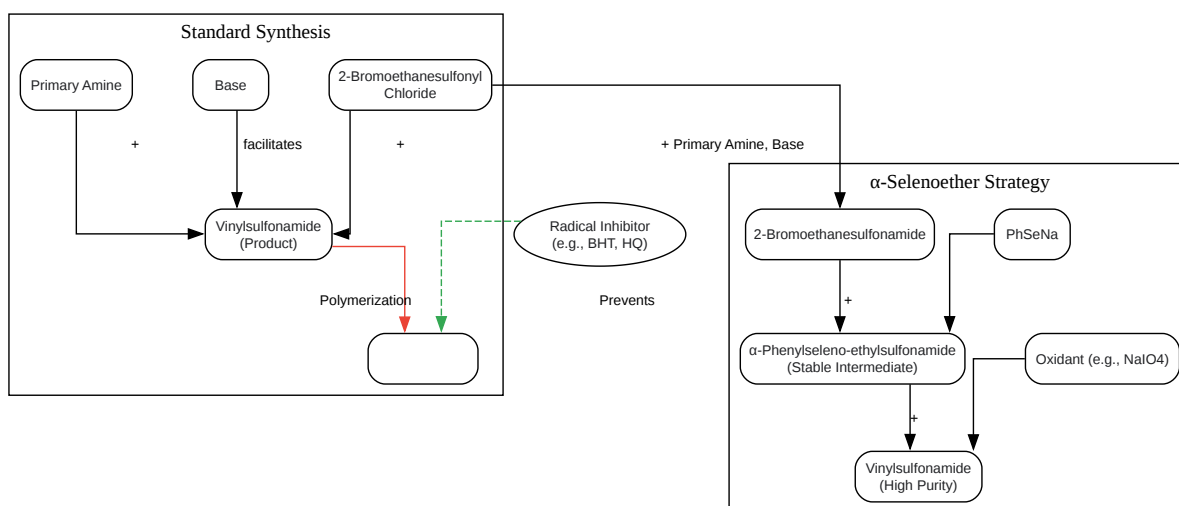 Standard Synthesis
Primary Amine
Base
2-Bromoethanesulfonyl
Chloride
+
facilitates
+
+ Primary Amine, Base
α-Selenoether Strategy
Vinylsulfonamide
(Product)
Radical Inhibitor
(e.g., BHT, HQ)
2-Bromoethanesulfonamide
PhSeNa
Polymerization
Prevents
+
α-Phenylseleno-ethylsulfonamide
(Stable Intermediate)
Oxidant (e.g., NaIO4)
+
Vinylsulfonamide
(High Purity)